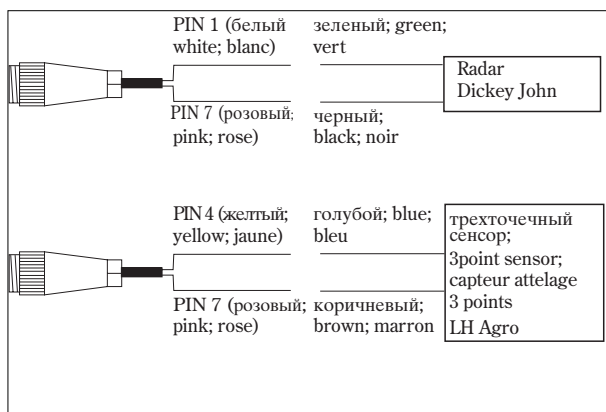 PIN 1 (белый
white; blanc)
зеленый; green;
vert
Radar
Dickey John
PIN 7 (розовый;
pink; rose)
черный;
black; noir
PIN 4 (желтый;
yellow; jaune)
голубой; blue;
bleu
трехточечный
сенсор;
3point sensor;
capteur attelage
3 points
LH Agro
PIN 7 (розовый;
pink; rose)
коричневый;
brown; marron